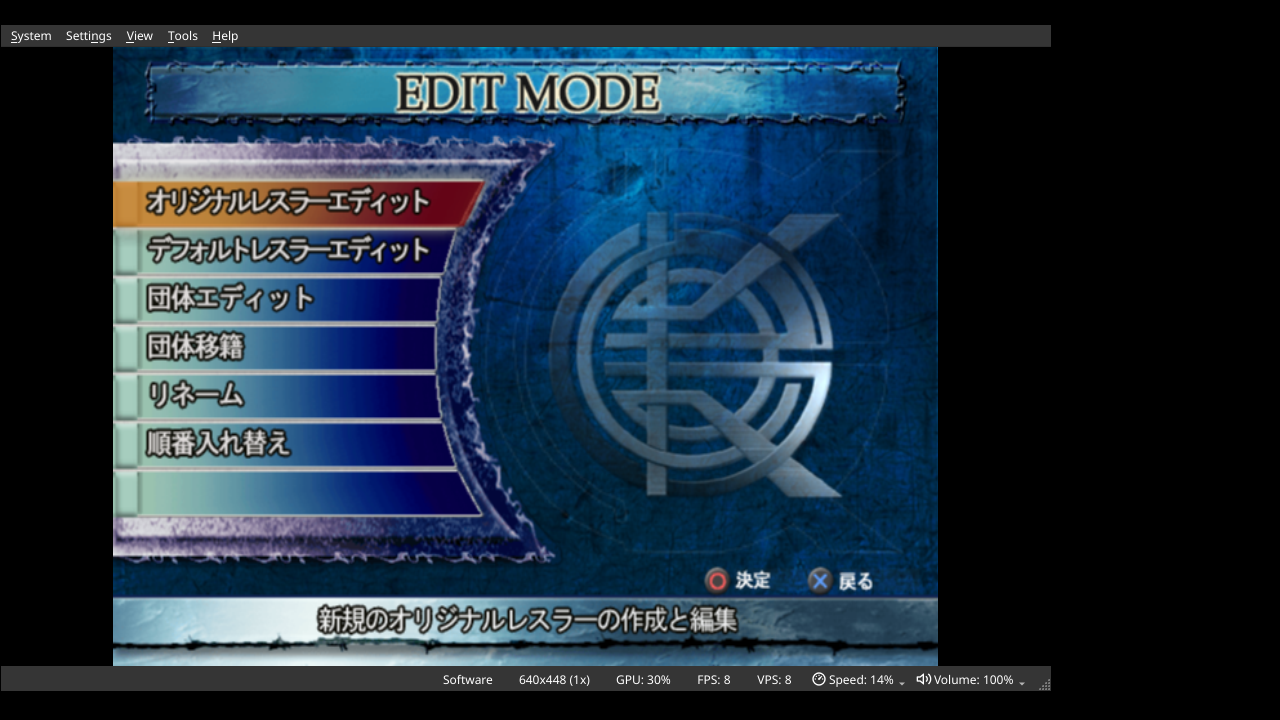 System Settings View Tools Help
EDIT MODE
オリジナルレスラーエディット
デフォルトレスラーエディット
団体エディット
団体移籍
リネーム
順番入れ替え
決定 戻る
新規のオリジナルレスラーの作成と編集
Software 640x448 (1x) GPU: 30% FPS: 8 VPS: 8 Speed: 14% Volume: 100%